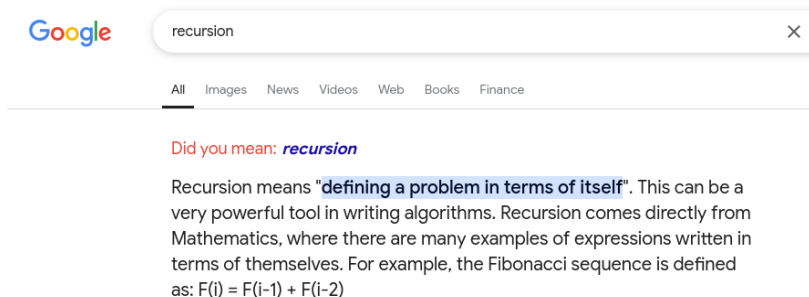 Google
recursion
All Images News Videos Web Books Finance
Did you mean: recursion
Recursion means "defining a problem in terms of itself". This can be a
very powerful tool in writing algorithms. Recursion comes directly from
Mathematics, where there are many examples of expressions written in
terms of themselves. For example, the Fibonacci sequence is defined
as: F(i) = F(i-1) + F(i-2)